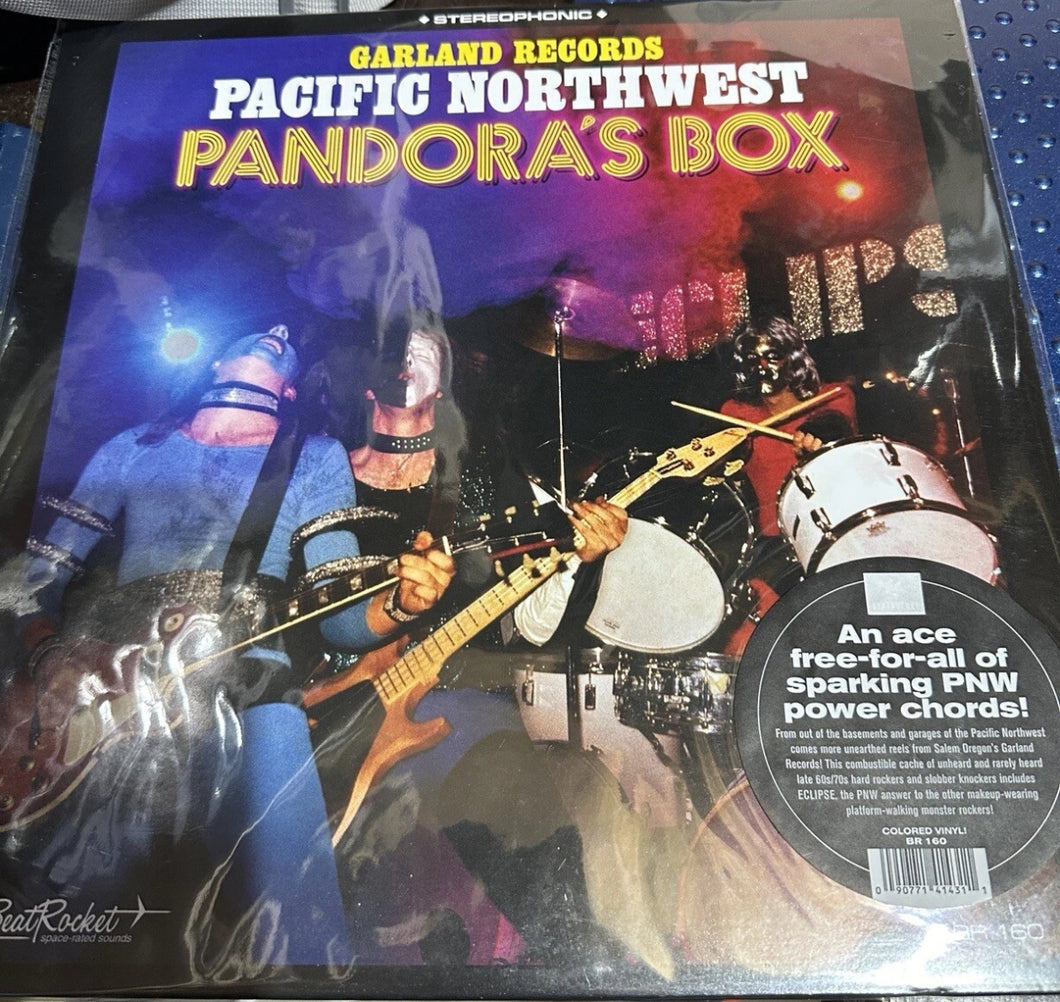 STEREOPHONIC
GARLAND RECORDS
PACIFIC NORTHWEST
PANDORA'S BOX
An ace
free-for-all of
sparking PNW
power chords!
From out of the basements and garages of the Pacific Northwest
comes more unearthed reels from Salem Oregon's Garland
Records! This combustible cache of unheard and rarely heard
late 60s/70s hard rockers and slobber knockers includes
ECLIPSE, the PNW answer to the other makeup-wearing
platform-walking monster rockers!
COLORED VINYL!
BR 160
0 90771 41431 1
BeatRocket
space-rated sounds
BR 160